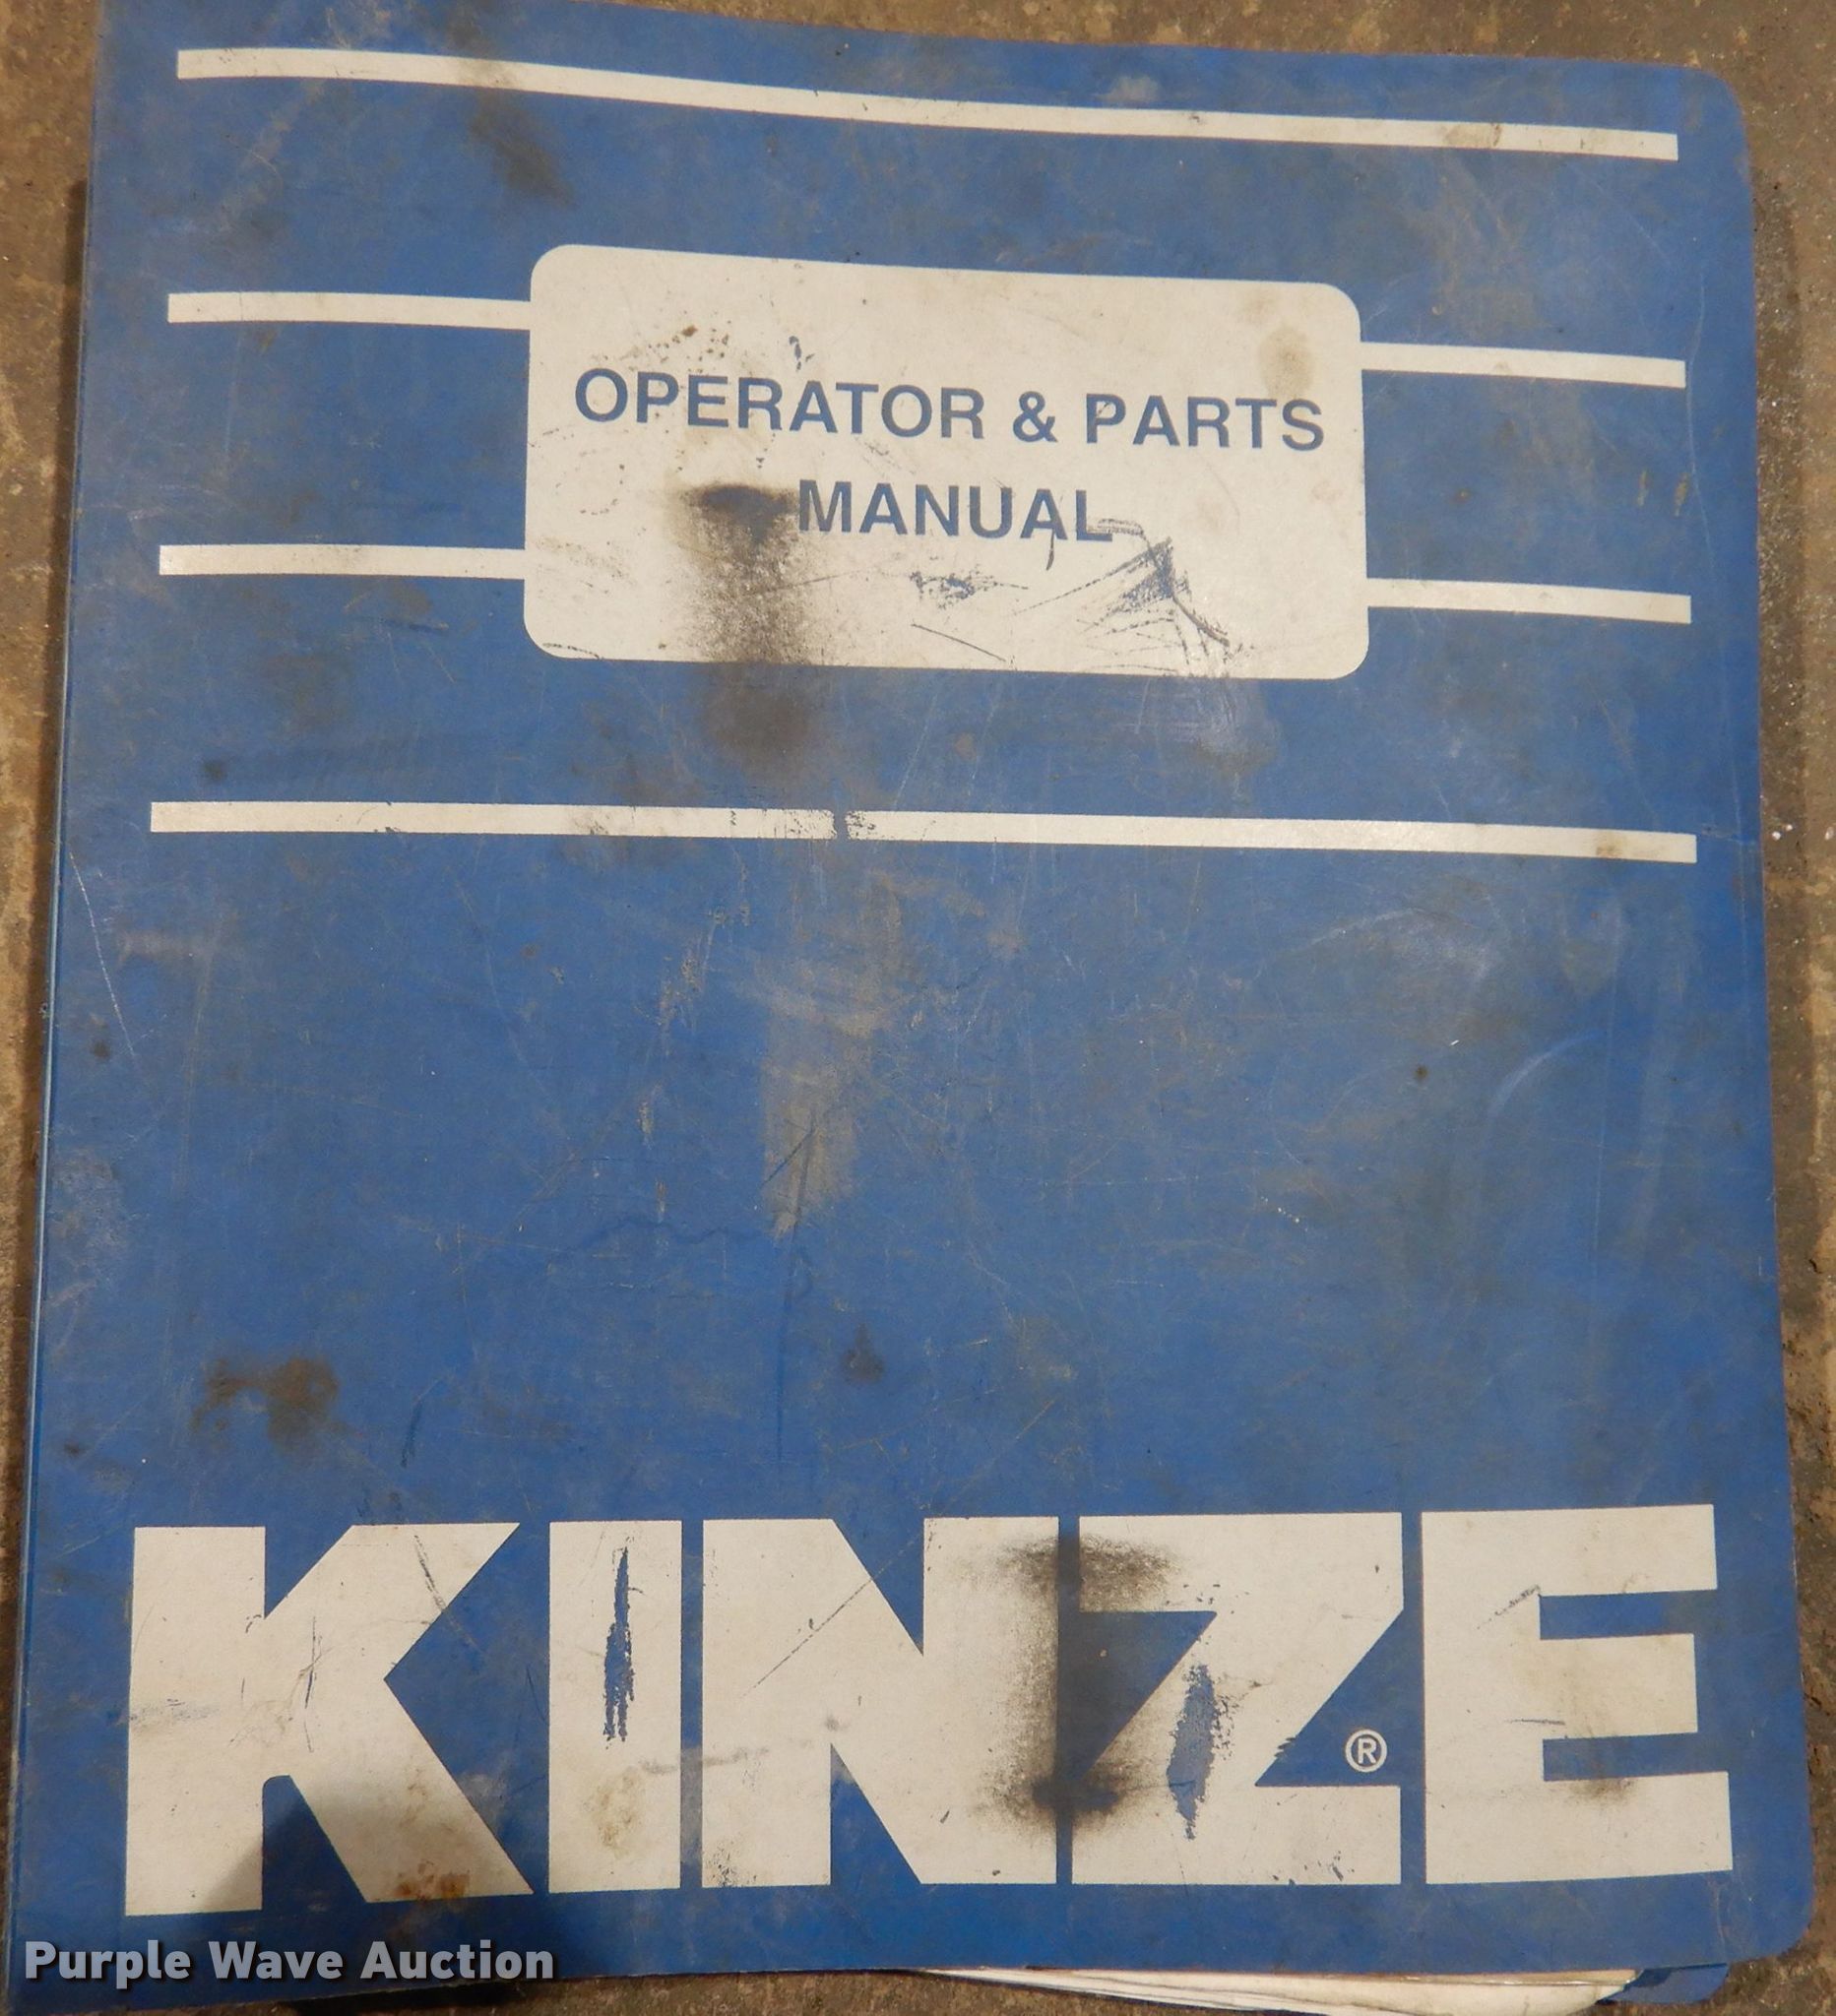 OPERATOR & PARTS
MANUAL
KINZE®
Purple Wave Auction